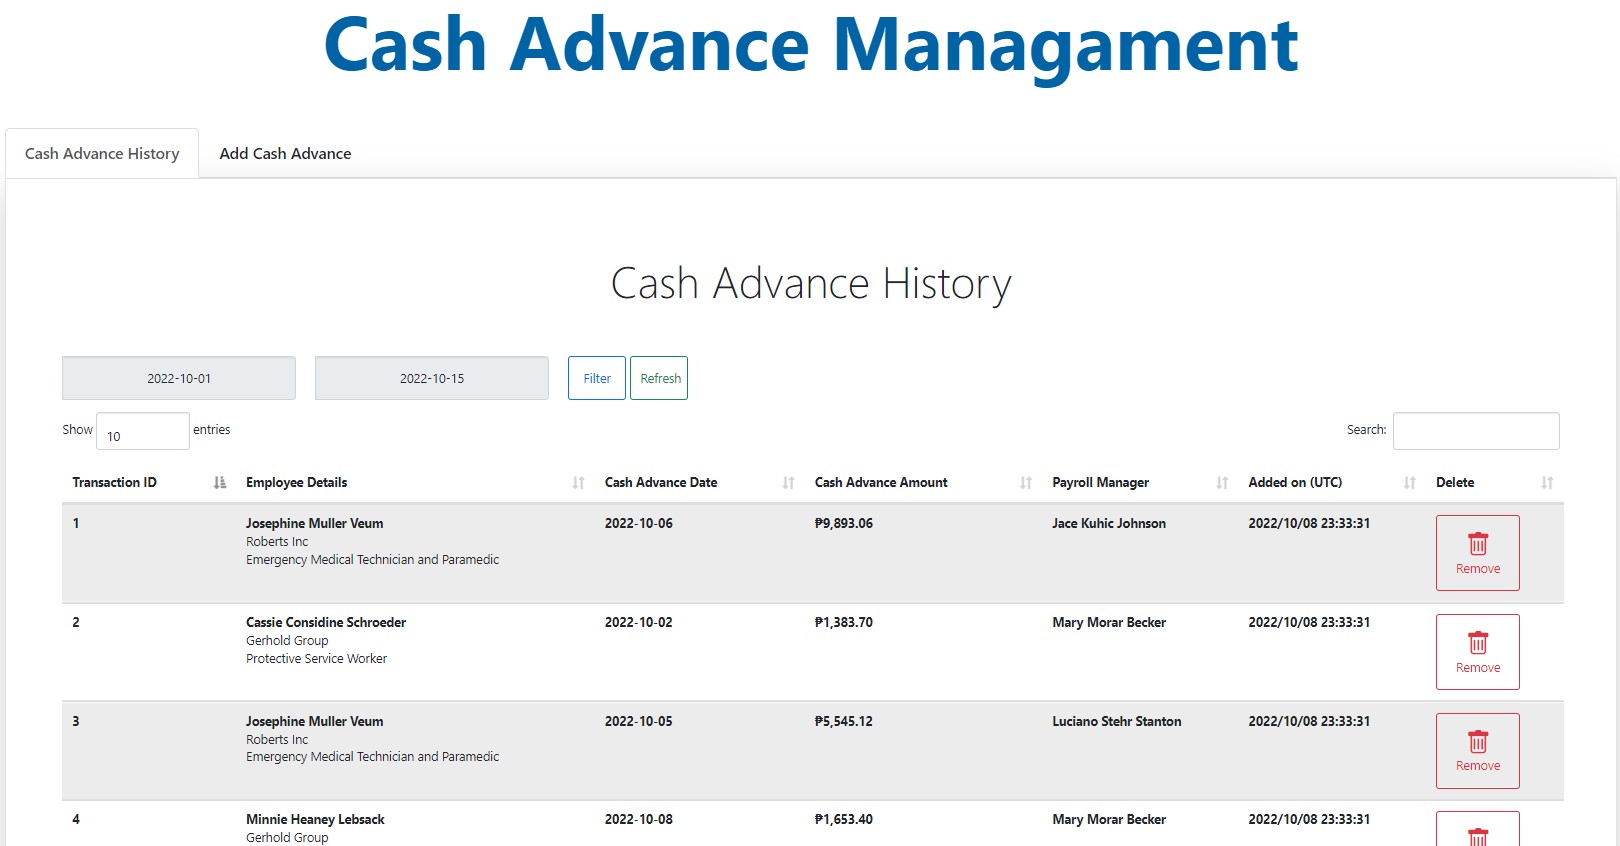 Cash Advance Managament
Cash Advance History Add Cash Advance
Cash Advance History
2022-10-01 2022-10-15 Filter Refresh
Show 10 entries Search:
Transaction ID Employee Details Cash Advance Date Cash Advance Amount Payroll Manager Added on (UTC) Delete
1 Josephine Muller Veum 2022-10-06 ₱9,893.06 Jace Kuhic Johnson 2022/10/08 23:33:31
Roberts Inc
Emergency Medical Technician and Paramedic
Remove
2 Cassie Considine Schroeder 2022-10-02 ₱1,383.70 Mary Morar Becker 2022/10/08 23:33:31
Gerhold Group
Protective Service Worker
Remove
3 Josephine Muller Veum 2022-10-05 ₱5,545.12 Luciano Stehr Stanton 2022/10/08 23:33:31
Roberts Inc
Emergency Medical Technician and Paramedic
Remove
4 Minnie Heaney Lebsack 2022-10-08 ₱1,653.40 Mary Morar Becker 2022/10/08 23:33:31
Gerhold Group